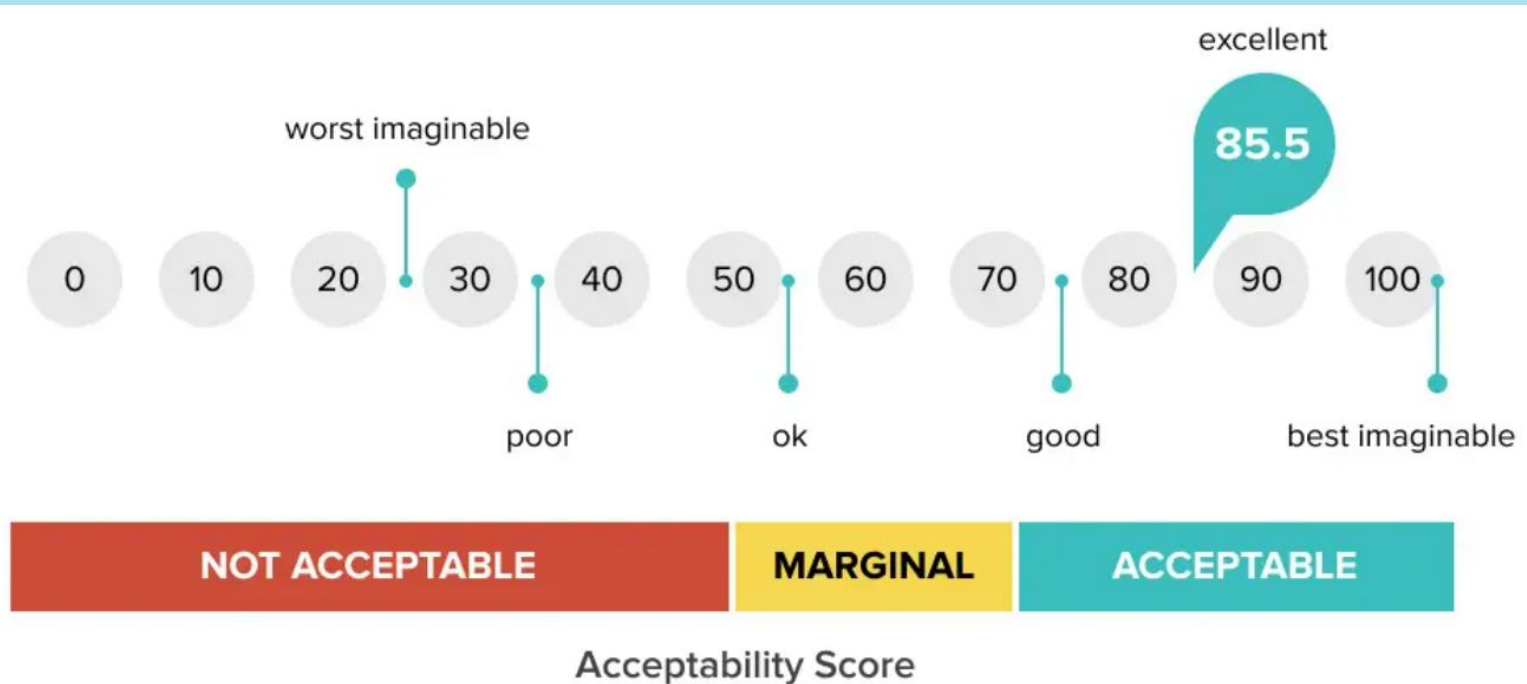 excellent
worst imaginable
85.5
0 10 20 30 40 50 60 70 80 90 100
poor ok good best imaginable
NOT ACCEPTABLE MARGINAL ACCEPTABLE
Acceptability Score